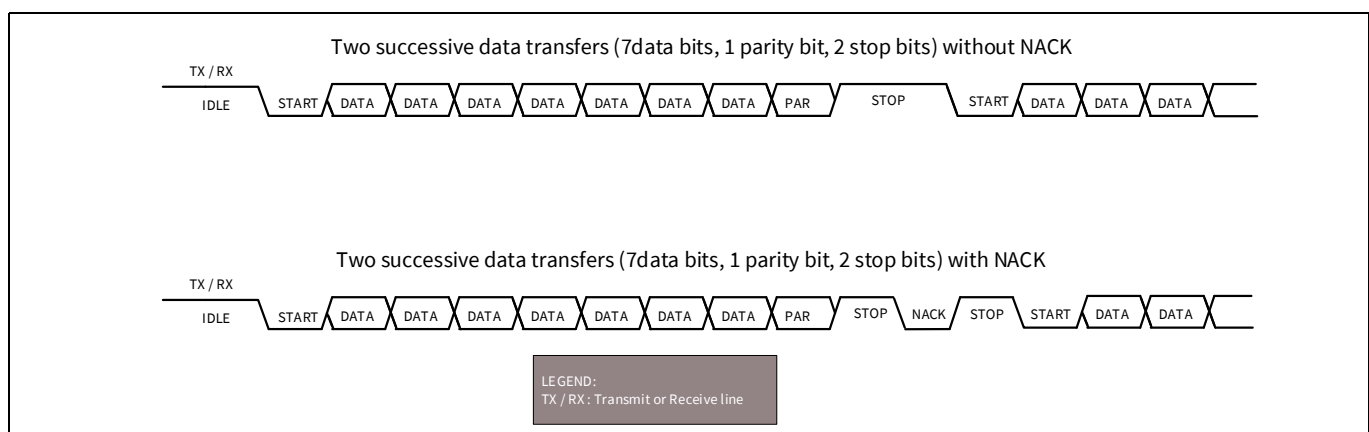 Two successive data transfers (7data bits, 1 parity bit, 2 stop bits) without NACK
TX / RX
IDLE START DATA DATA DATA DATA DATA DATA DATA PAR STOP START DATA DATA DATA
Two successive data transfers (7data bits, 1 parity bit, 2 stop bits) with NACK
TX / RX
IDLE START DATA DATA DATA DATA DATA DATA DATA PAR STOP NACK STOP START DATA DATA
LEGEND:
TX / RX : Transmit or Receive line